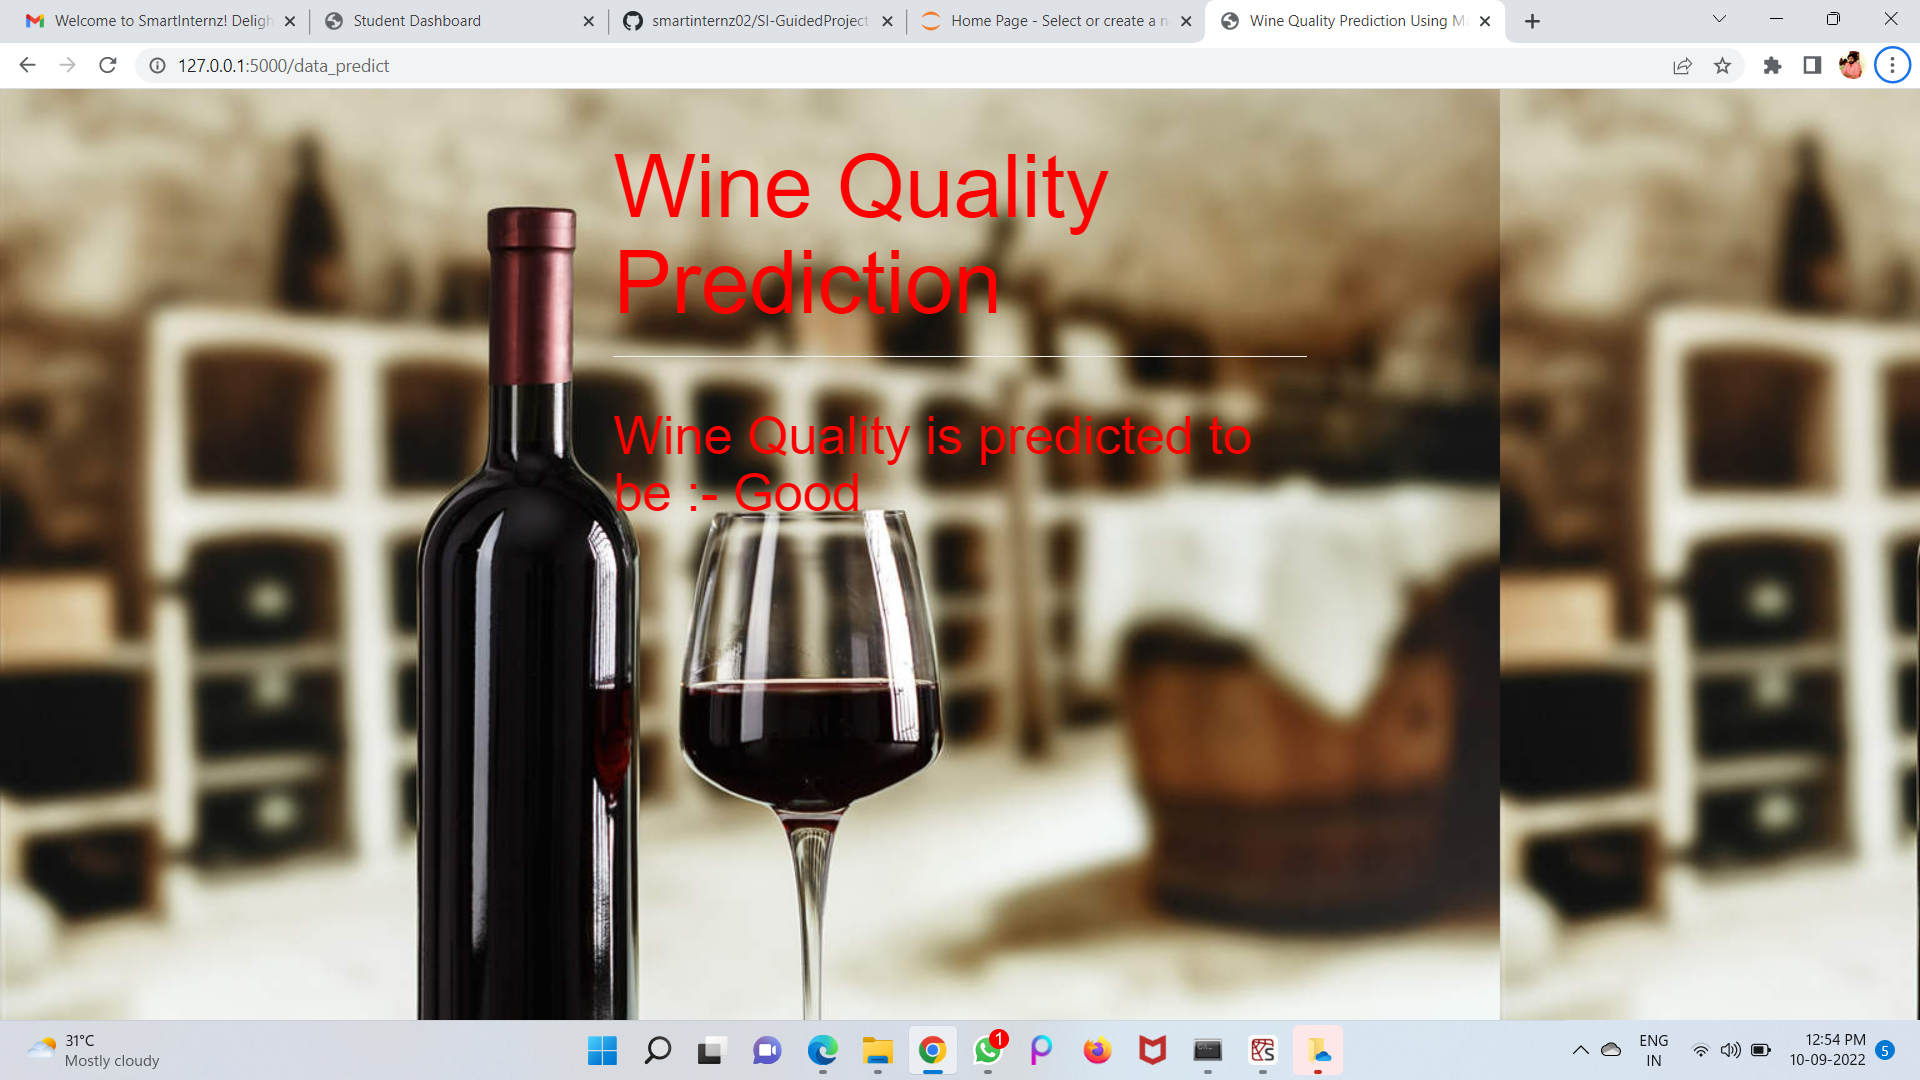 Welcome to SmartInternz! Deligh
Student Dashboard
smartinternz02/SI-GuidedProject
Home Page - Select or create a n
Wine Quality Prediction Using Ma
127.0.0.1:5000/data_predict
Wine Quality
Prediction
Wine Quality is predicted to
be :- Good
31°C
Mostly cloudy
1
ENG
IN
12:54 PM
10-09-2022
5